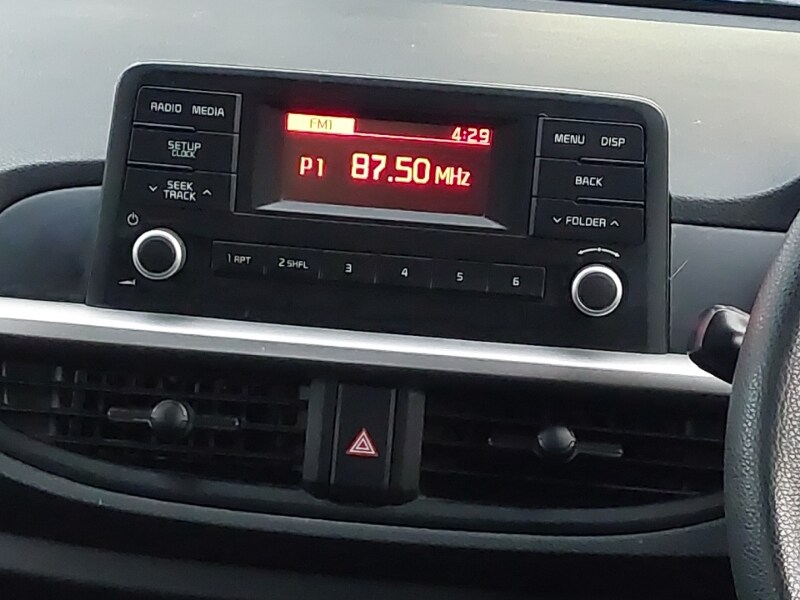 RADIO MEDIA
SETUP
CLOCK
SEEK
TRACK
FM1
4:29
P1 87.50 MHz
MENU DISP
BACK
FOLDER
1 RPT 2 SHFL 3 4 5 6